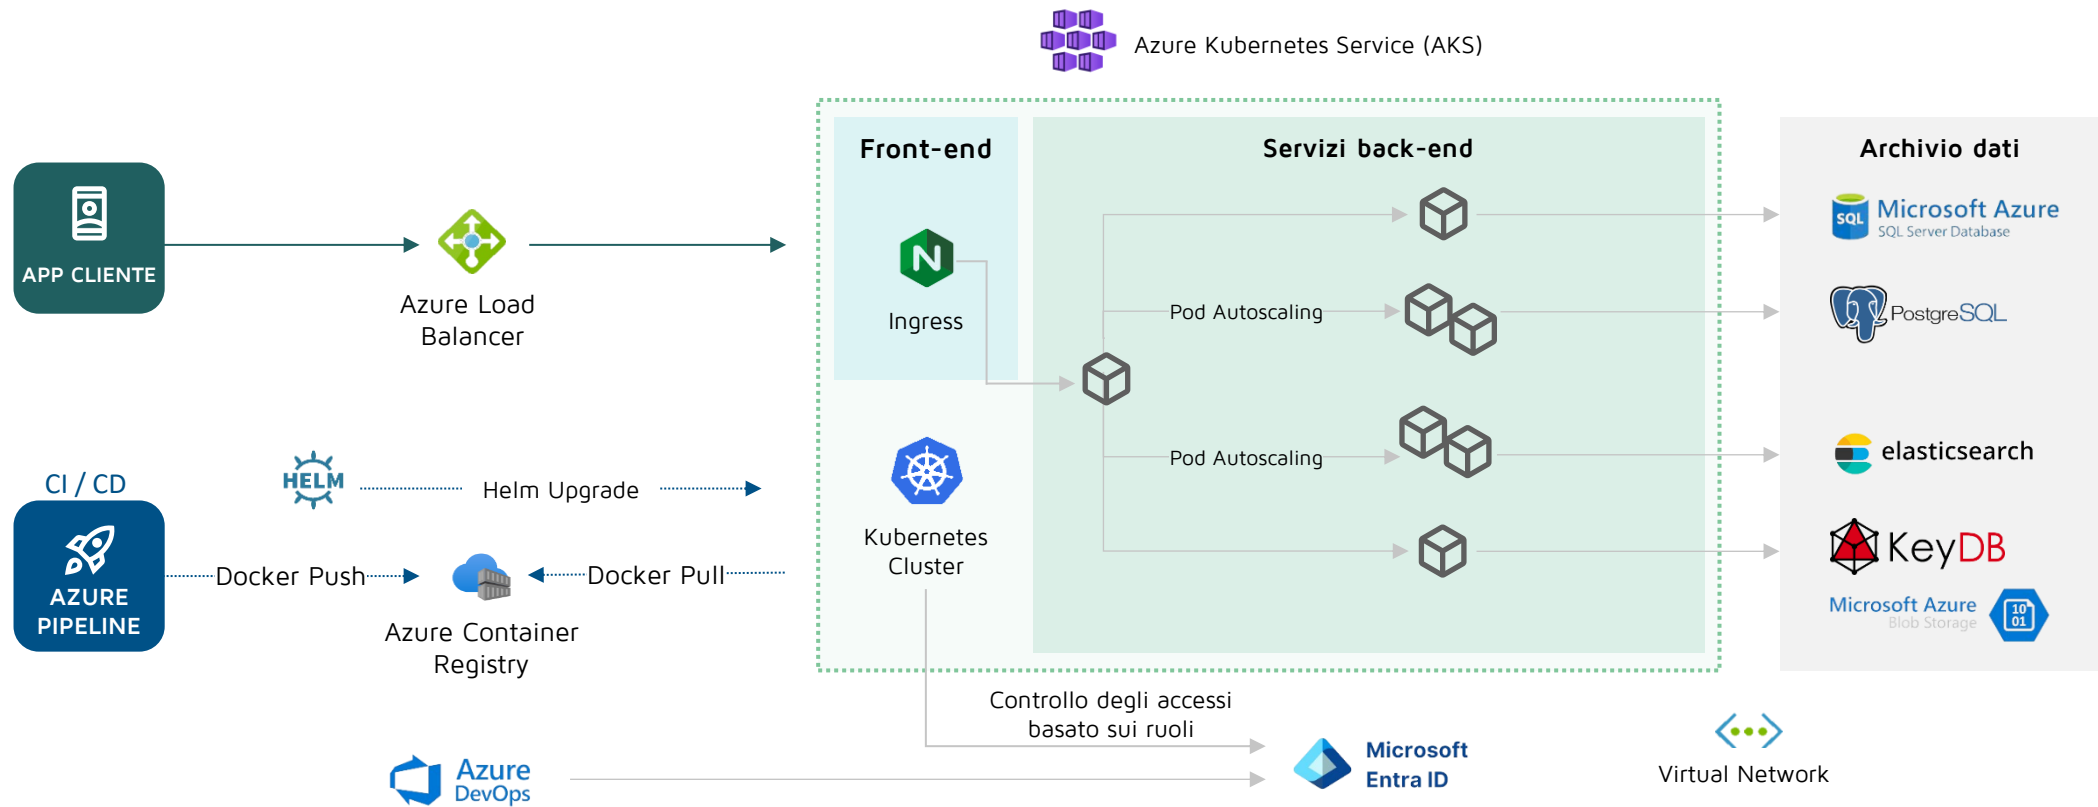 Azure Kubernetes Service (AKS)
Front-end
Servizi back-end
Archivio dati
APP CLIENTE
Azure Load
Balancer
N
Ingress
Pod Autoscaling
Pod Autoscaling
SQL
Microsoft Azure
SQL Server Database
PostgreSQL
elasticsearch
KeyDB
Microsoft Azure
Blob Storage
10
01
CI / CD
HELM
Helm Upgrade
AZURE
PIPELINE
Docker Push
Docker Pull
Azure Container
Registry
Kubernetes
Cluster
Controllo degli accessi
basato sui ruoli
Azure
DevOps
Microsoft
Entra ID
Virtual Network